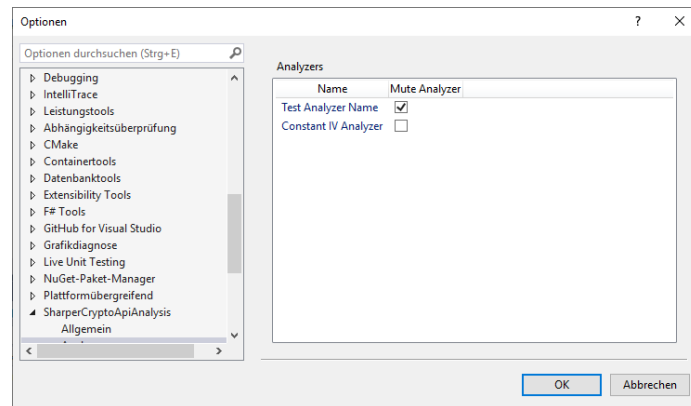 Optionen
?
Optionen durchsuchen (Strg+E)
Debugging
IntelliTrace
Leistungstools
Abhängigkeitsüberprüfung
CMake
Containertools
Datenbanktools
Extensibility Tools
F# Tools
GitHub for Visual Studio
Grafikdiagnose
Live Unit Testing
NuGet-Paket-Manager
Plattformübergreifend
SharperCryptoApiAnalysis
Allgemein
Analyzers
Name Mute Analyzer
Test Analyzer Name
Constant IV Analyzer
OK Abbrechen